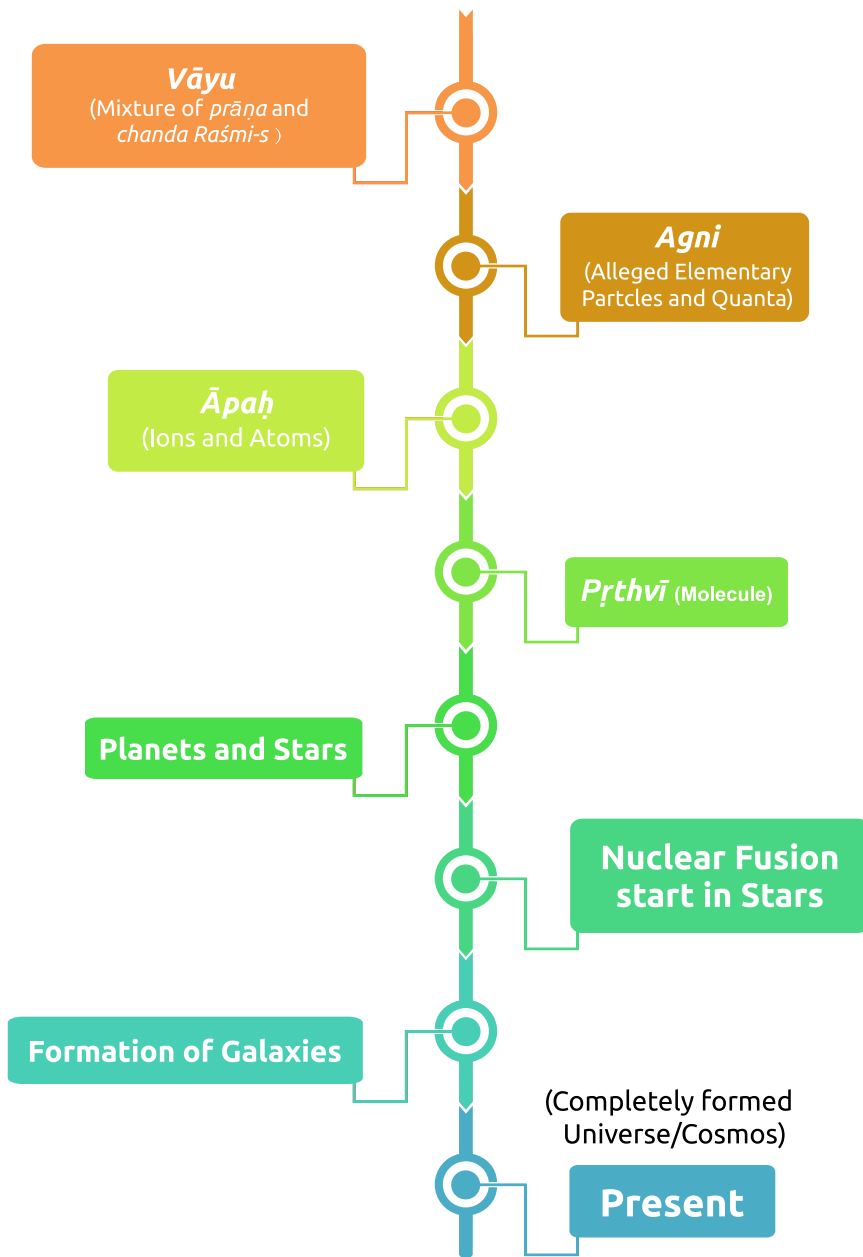 Vāyu
(Mixture of prāṇa and
chanda Raśmi-s )
Agni
(Alleged Elementary
Partcles and Quanta)
Āpaḥ
(Ions and Atoms)
Pṛthvī (Molecule)
Planets and Stars
Nuclear Fusion
start in Stars
Formation of Galaxies
(Completely formed
Universe/Cosmos)
Present